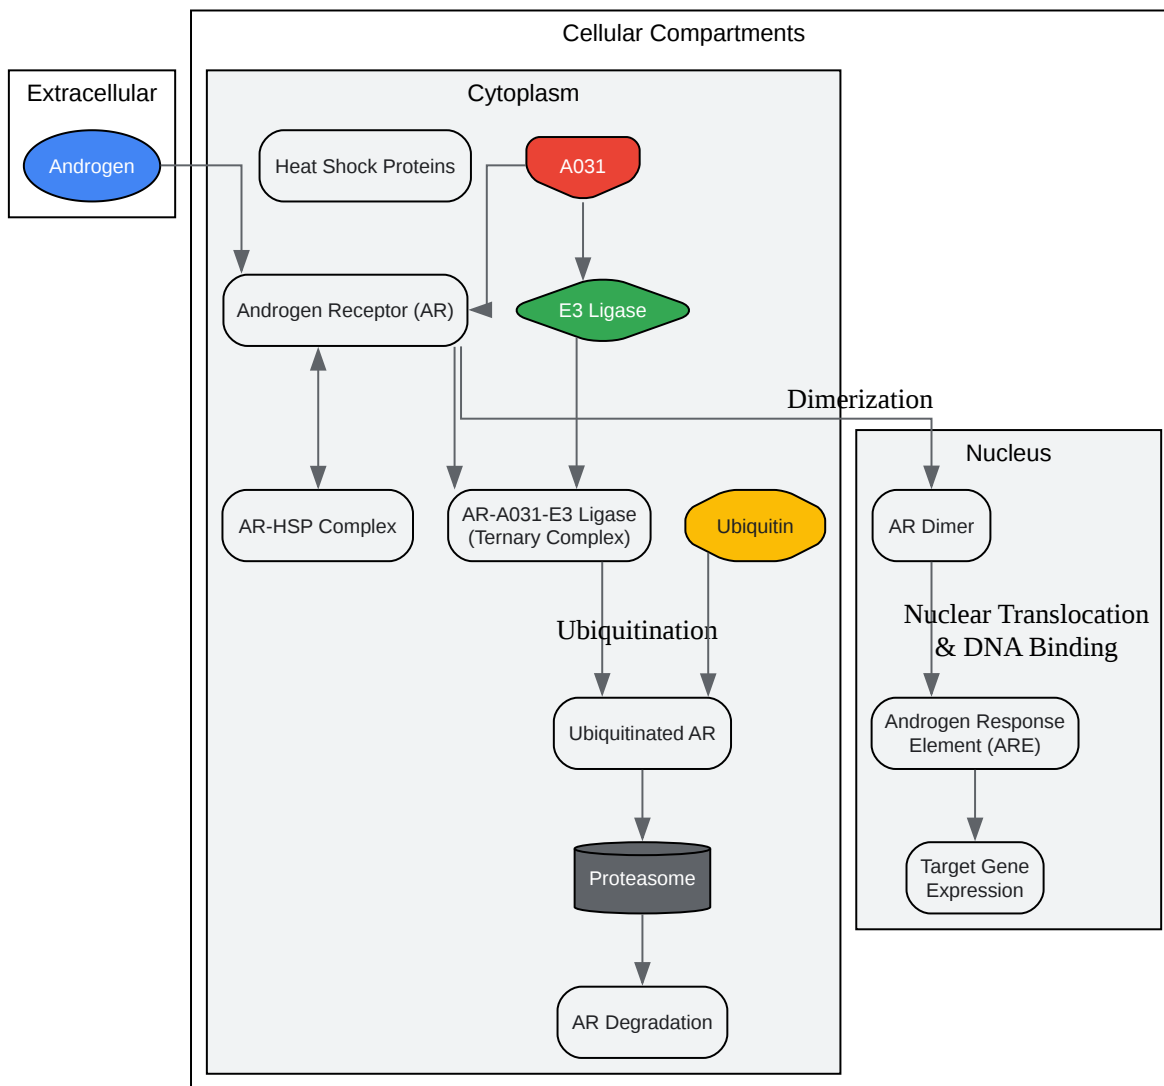 Cellular Compartments
Extracellular
Cytoplasm
Androgen
Heat Shock Proteins
A031
Androgen Receptor (AR)
E3 Ligase
Dimerization
Nucleus
AR-HSP Complex
AR-A031-E3 Ligase
(Ternary Complex)
Ubiquitin
AR Dimer
Ubiquitination
Nuclear Translocation
& DNA Binding
Ubiquitinated AR
Androgen Response
Element (ARE)
Proteasome
Target Gene
Expression
AR Degradation